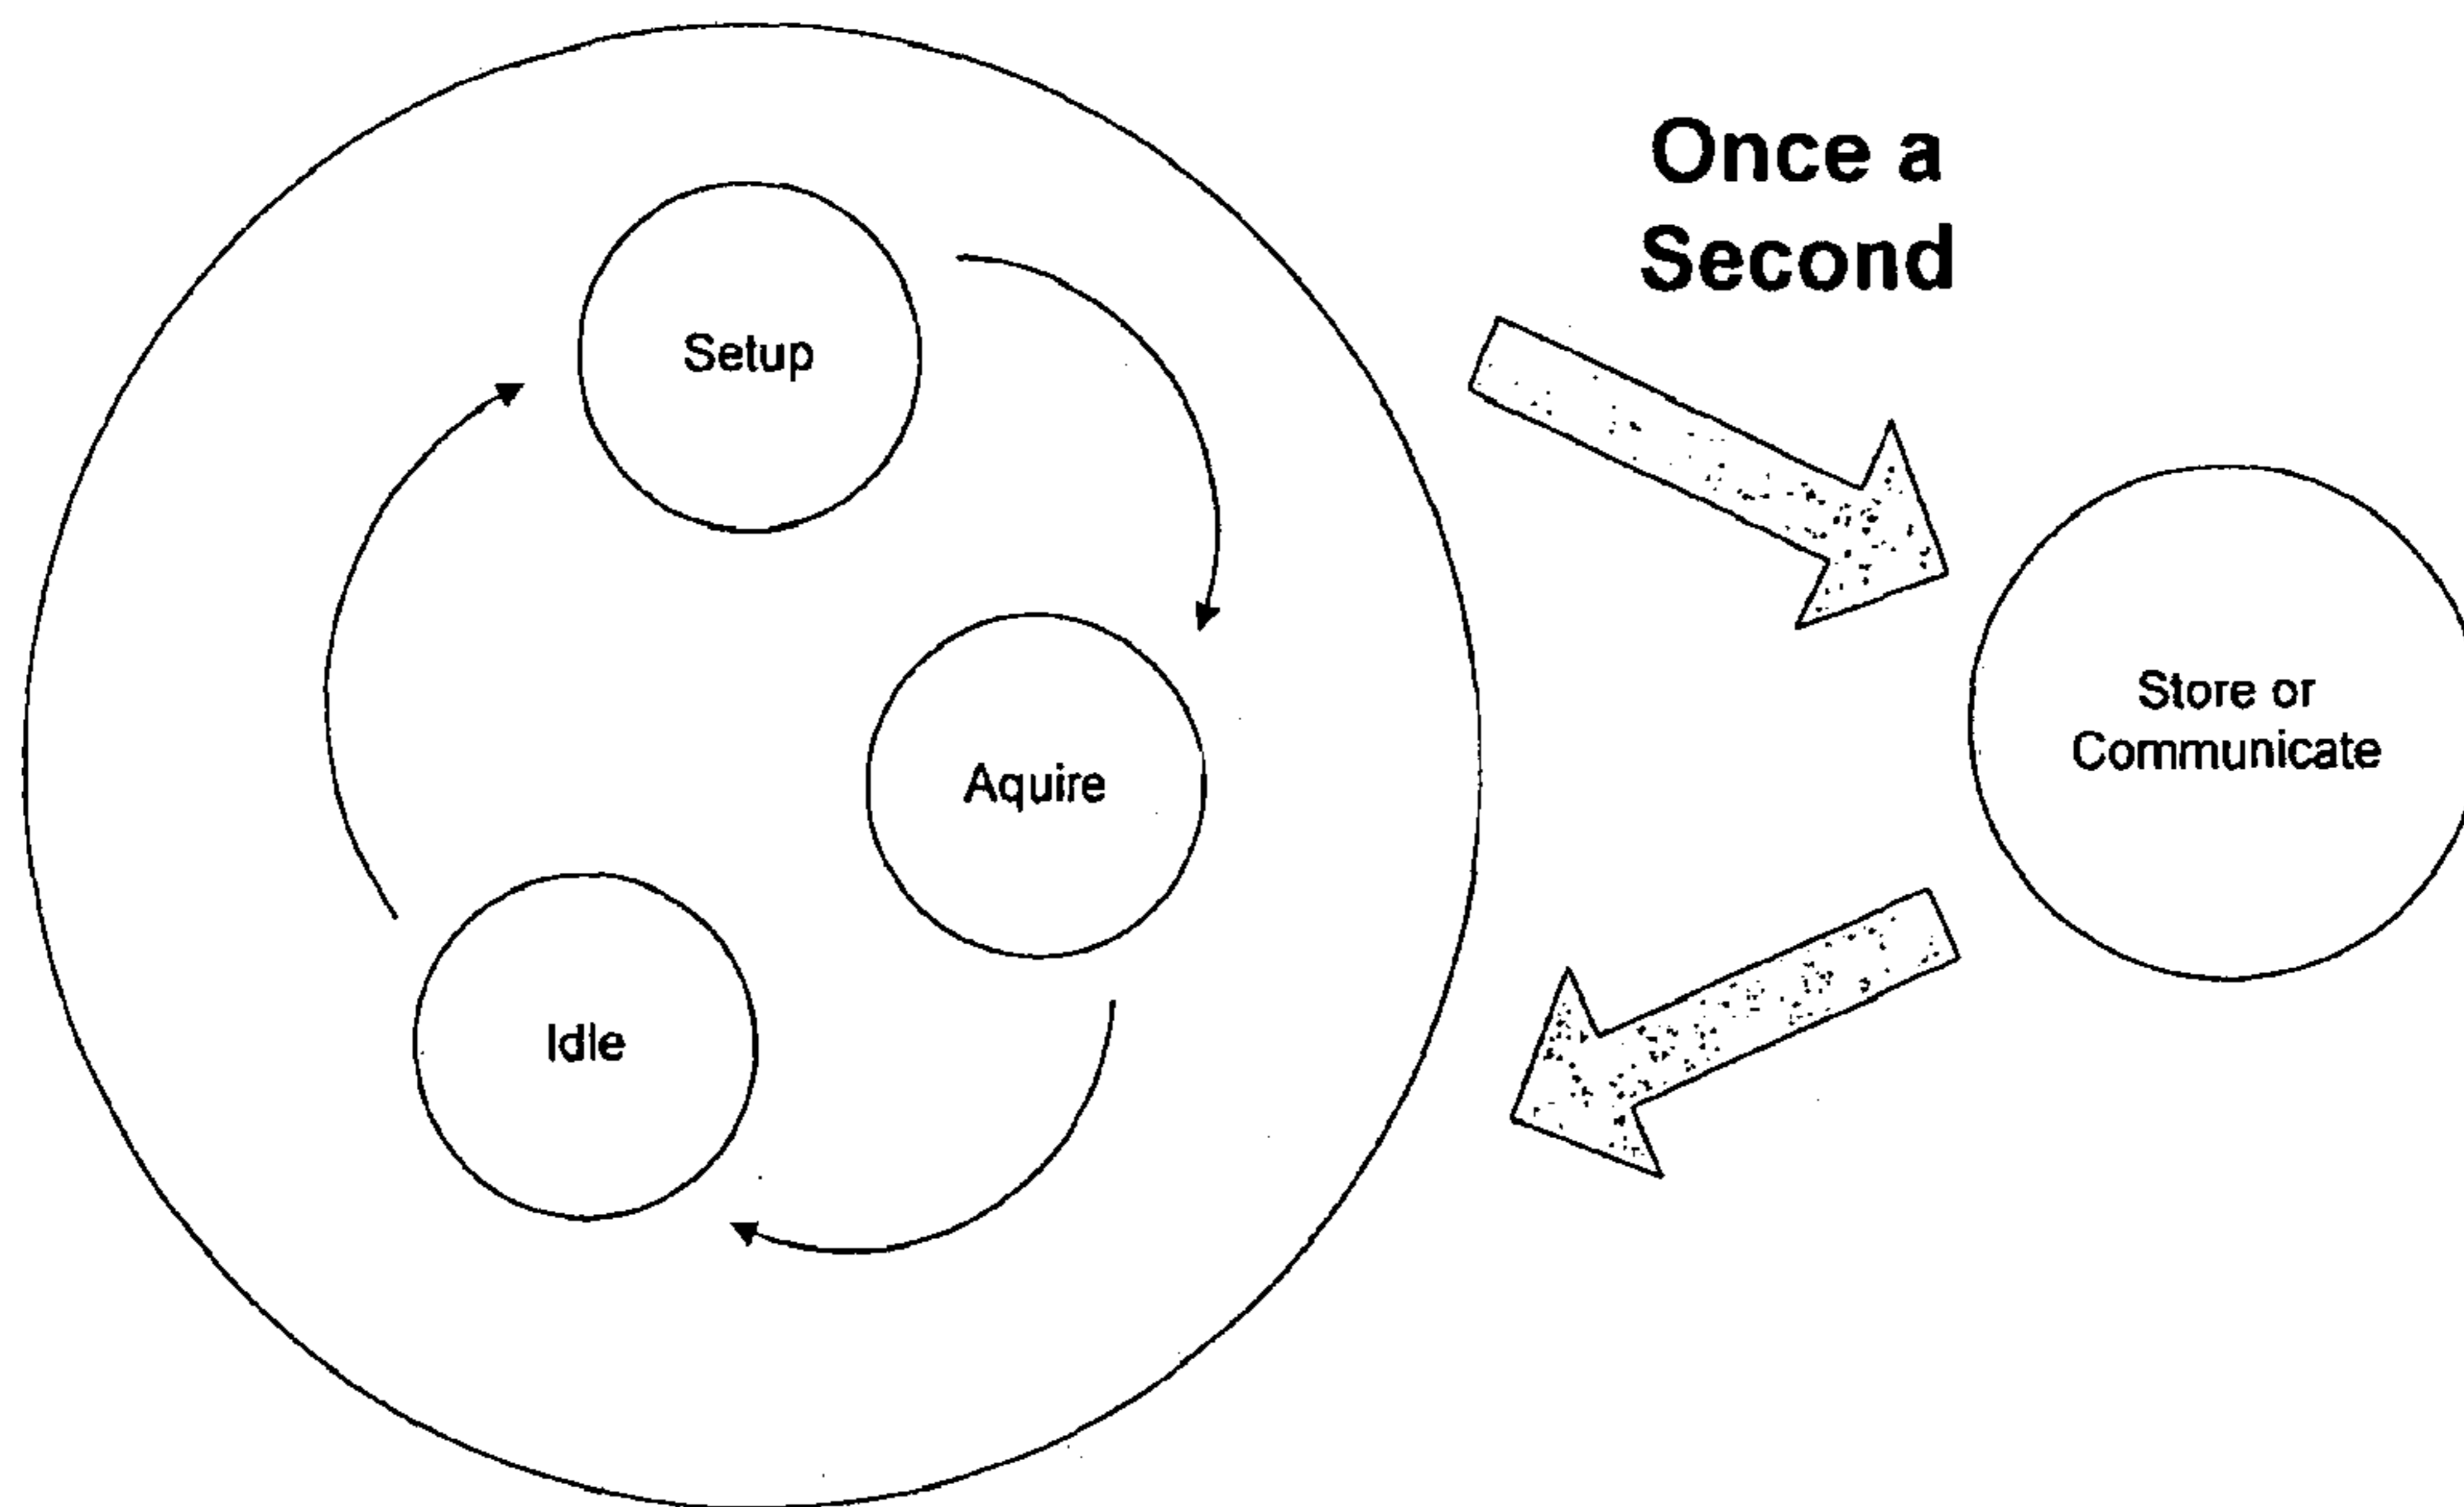 Once a
Second
Setup
Aquire
Idle
Store or
Communicate